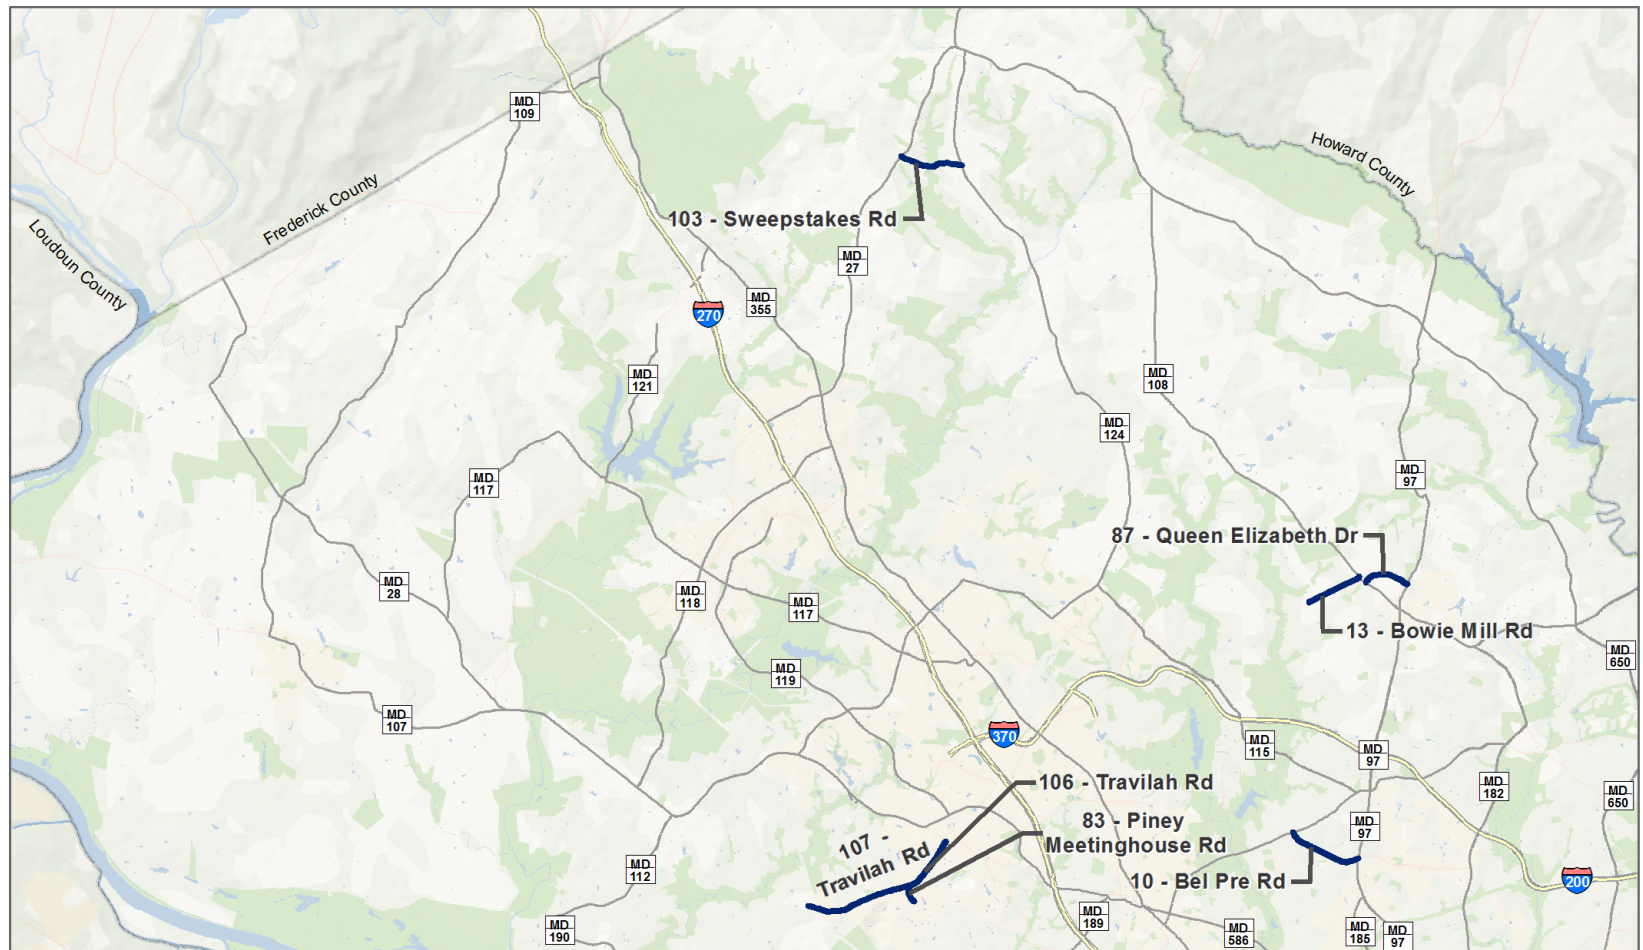 MD
109
Howard County
Frederick County
Loudoun County
103 - Sweepstakes Rd
MD
27
MD
355
270
MD
121
MD
108
MD
124
MD
97
MD
117
87 - Queen Elizabeth Dr
MD
28
MD
118
MD
117
13 - Bowie Mill Rd
MD
650
MD
119
MD
107
370
MD
115
MD
97
106 - Travilah Rd
MD
182
MD
650
83 - Piney
Meetinghouse Rd
MD
97
107 -
Travilah Rd
MD
112
10 - Bel Pre Rd
200
MD
189
MD
190
MD
586
MD
185
MD
97